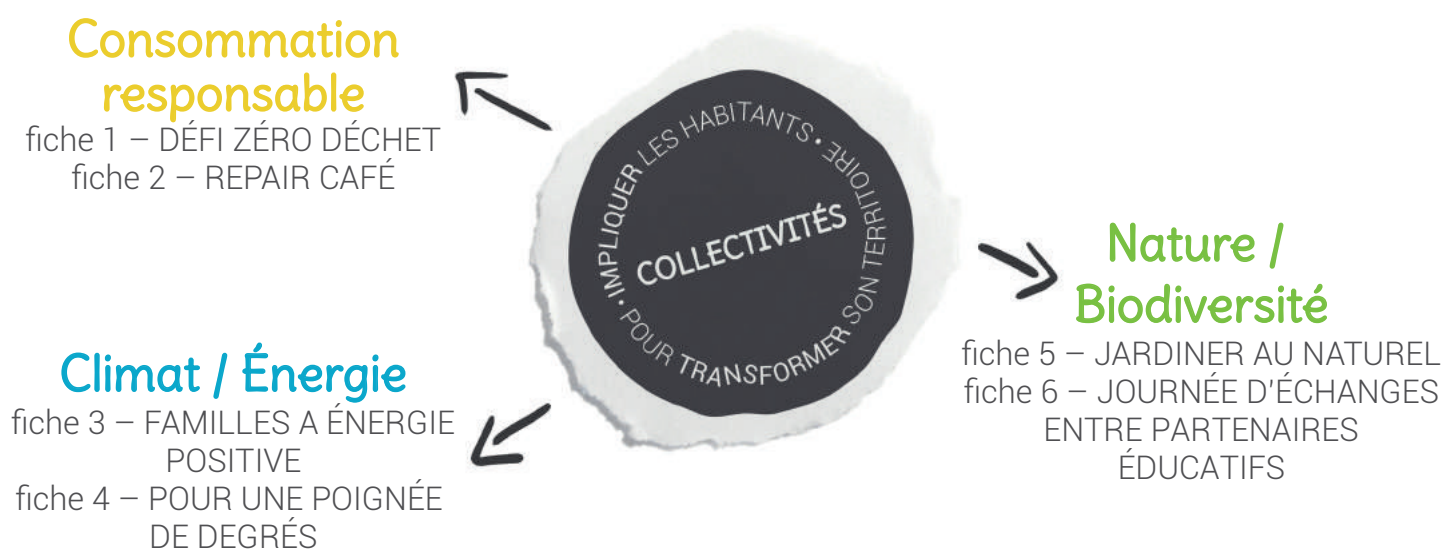 Consommation
responsable
fiche 1 – DÉFI ZÉRO DÉCHET
fiche 2 – REPAIR CAFÉ
• IMPLIQUER LES HABITANTS • POUR TRANSFORMER SON TERRITOIRE
COLLECTIVITÉS
Nature /
Biodiversité
fiche 5 – JARDINER AU NATUREL
fiche 6 – JOURNÉE D'ÉCHANGES
ENTRE PARTENAIRES
ÉDUCATIFS
Climat / Énergie
fiche 3 – FAMILLES A ÉNERGIE
POSITIVE
fiche 4 – POUR UNE POIGNÉE
DE DEGRÉS